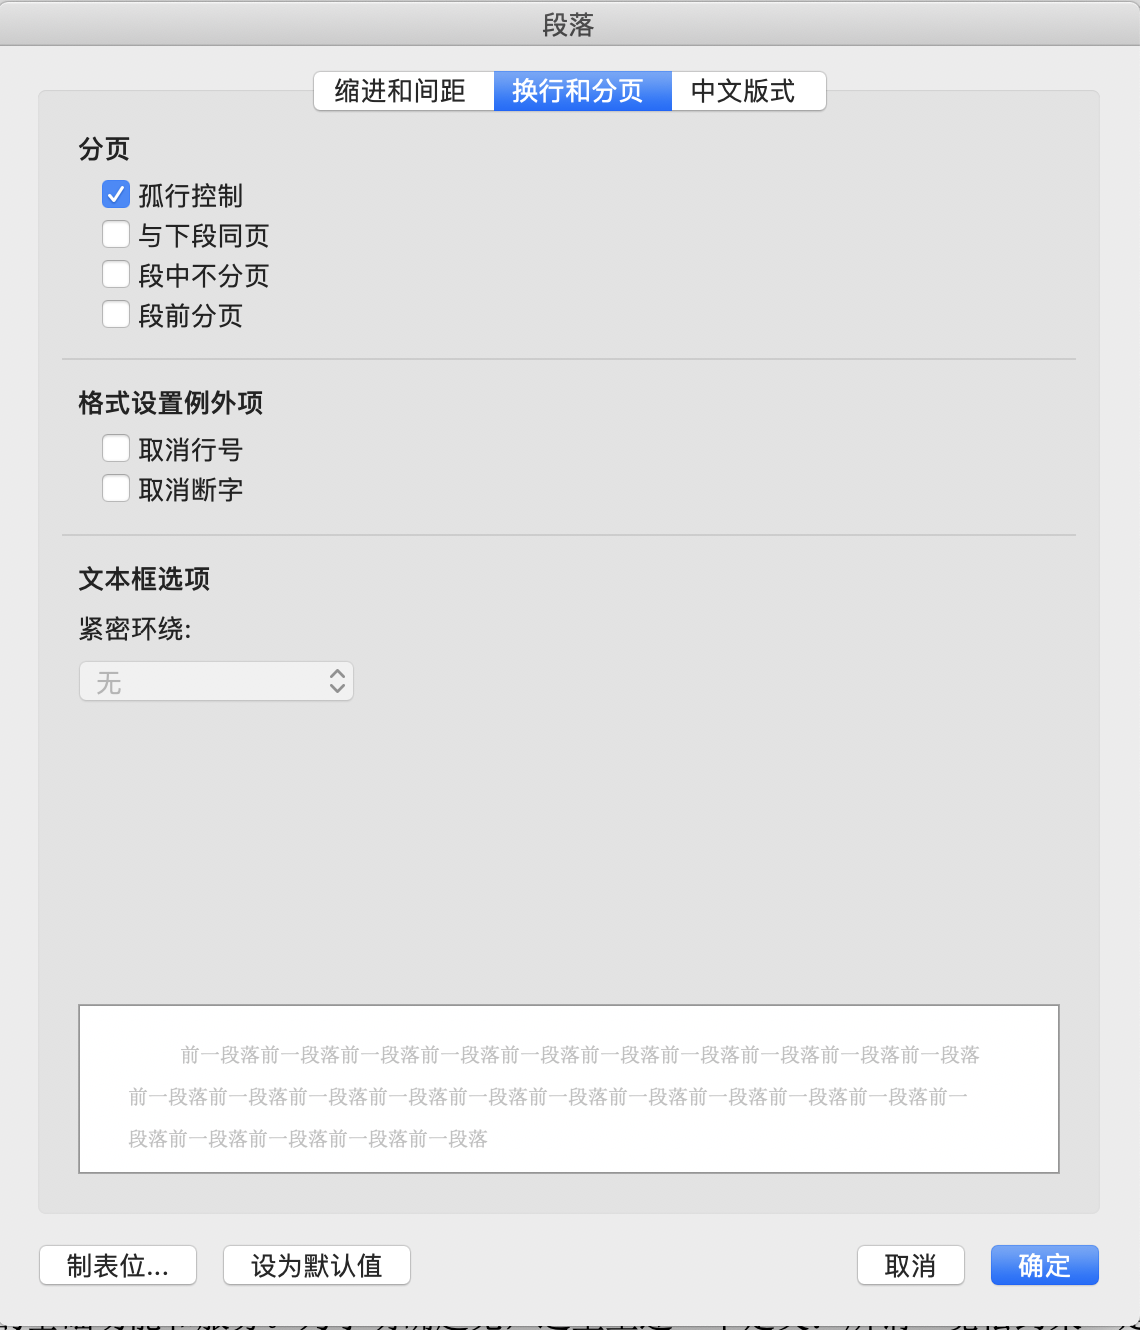 段落
缩进和间距 换行和分页 中文版式
分页
孤行控制
与下段同页
段中不分页
段前分页
格式设置例外项
取消行号
取消断字
文本框选项
紧密环绕:
无
前一段落前一段落前一段落前一段落前一段落前一段落前一段落前一段落前一段落前一段落
前一段落前一段落前一段落前一段落前一段落前一段落前一段落前一段落前一段落前一段落前一
段落前一段落前一段落前一段落前一段落
制表位... 设为默认值 取消 确定